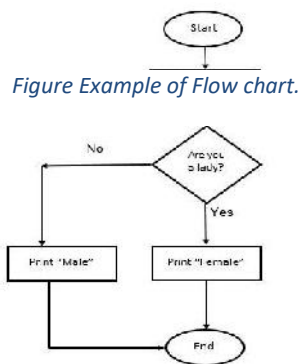 Start
Figure Example of Flow chart.
No
Are you
a lady?
Yes
Print "Male"
Print "Female"
End